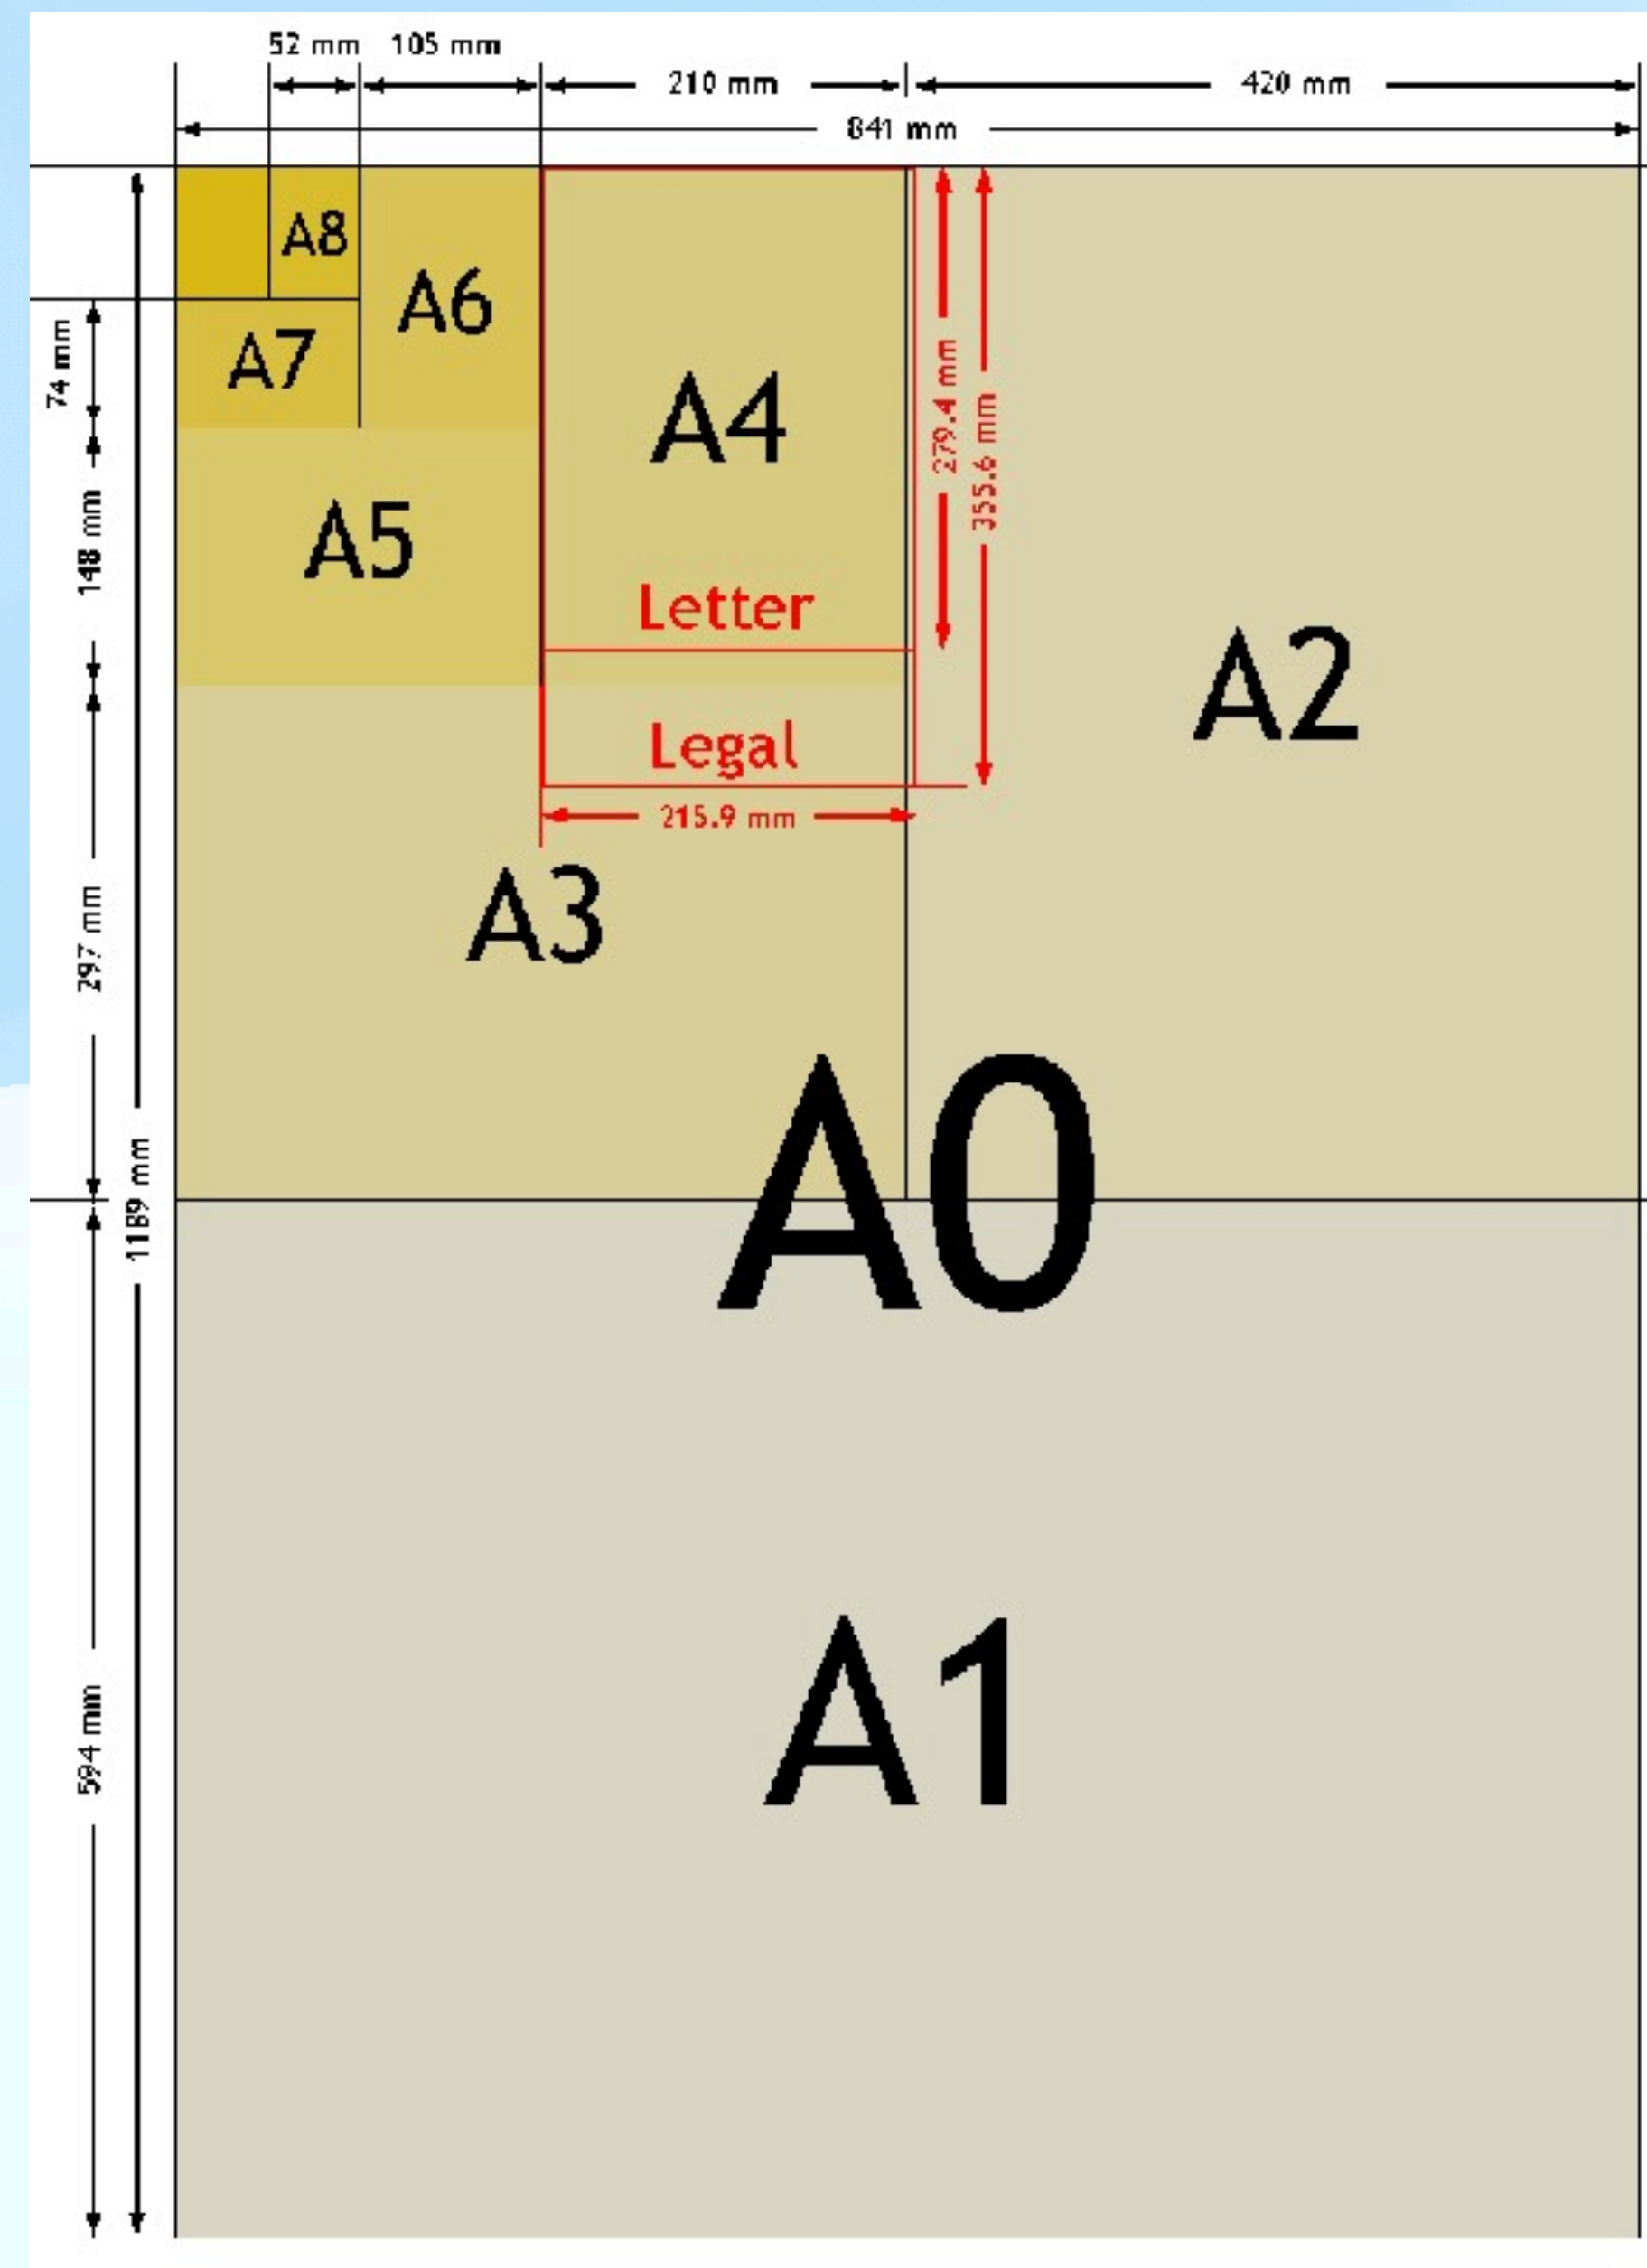 52 mm 105 mm
210 mm
420 mm
841 mm
A8
A6
A7
74 mm
A4
279.4 mm
355.6 mm
148 mm
A5
Letter
A2
Legal
215.9 mm
A3
297 mm
A0
1189 mm
A1
594 mm